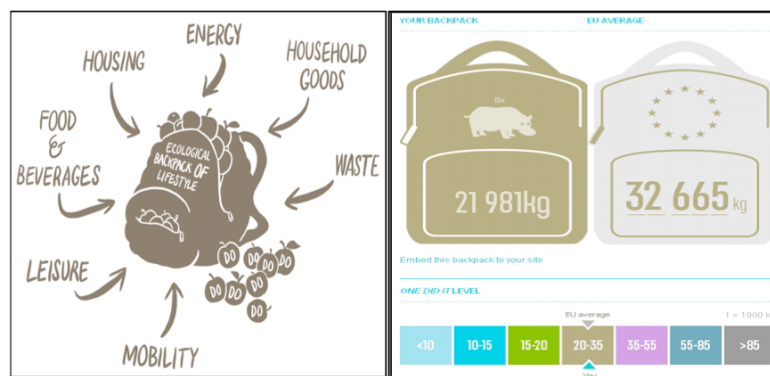 ENERGY
HOUSING
HOUSEHOLD
GOODS
FOOD
&
BEVERAGES
ECOLOGICAL
BACKPACK OF
LIFESTYLE
WASTE
LEISURE
DO
DO
DO
DO
DO
DO
DO
MOBILITY
YOUR BACKPACK
EU AVERAGE
21 981kg
32 665 kg
Embed this backpack to your site
ONE DID IT LEVEL
EU average
1 = 1000 k
<10
10-15
15-20
20-35
35-55
55-85
>85